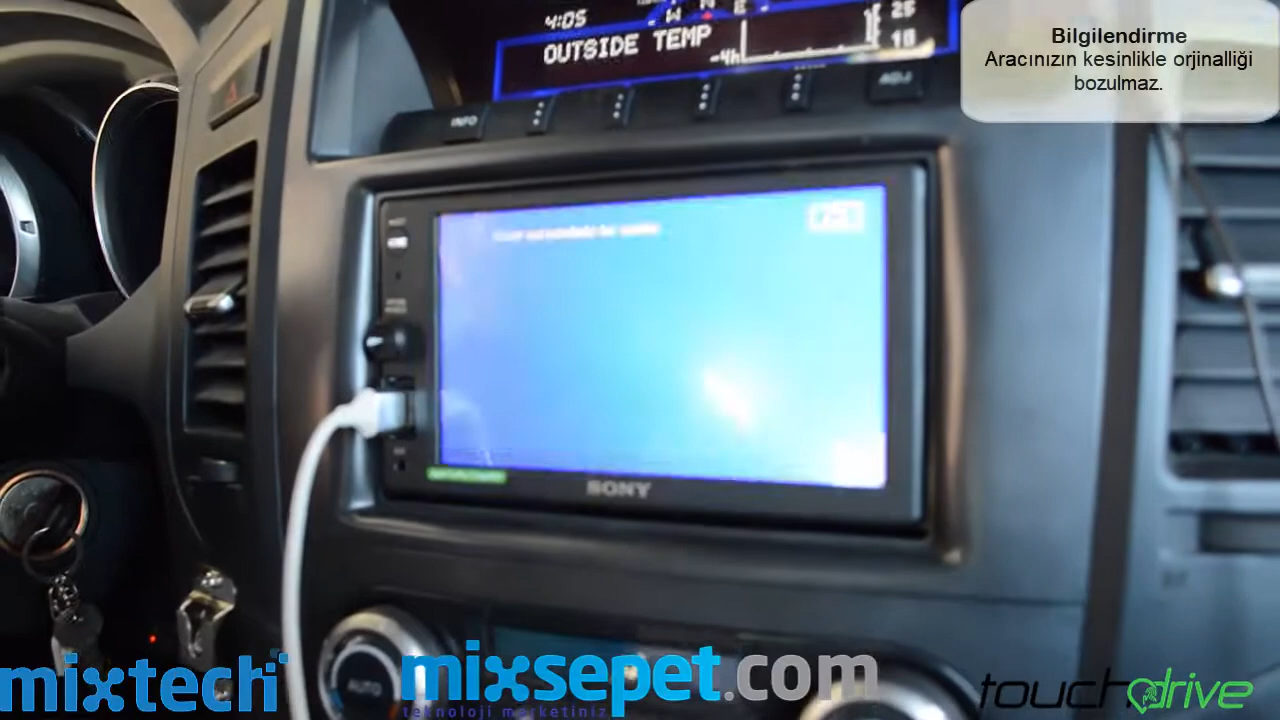 Bilgilendirme
Aracınızın kesinlikle orjinalliği
bozulmaz.
4:05
W N E
OUTSIDE TEMP
-4h
25
10
INFO
ADJ
SONY
AUTO
mixtech
mixsepet.com
teknoloji marketiniz
touchdrive